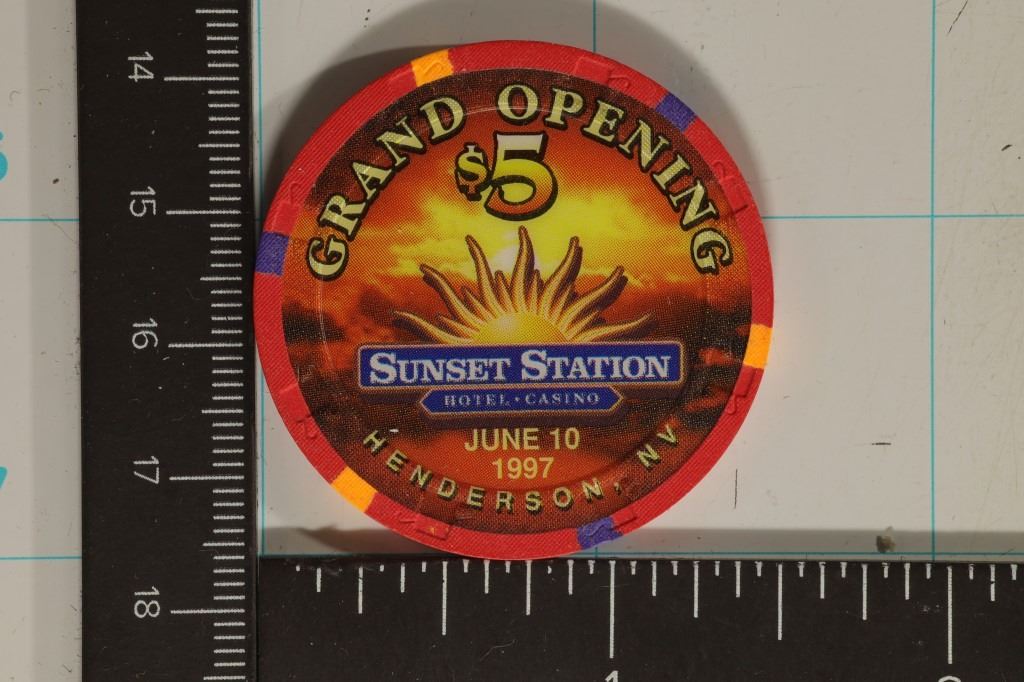 GRAND OPENING
$5
SUNSET STATION
HOTEL • CASINO
JUNE 10
1997
HENDERSON, NV
14
15
16
17
18
1